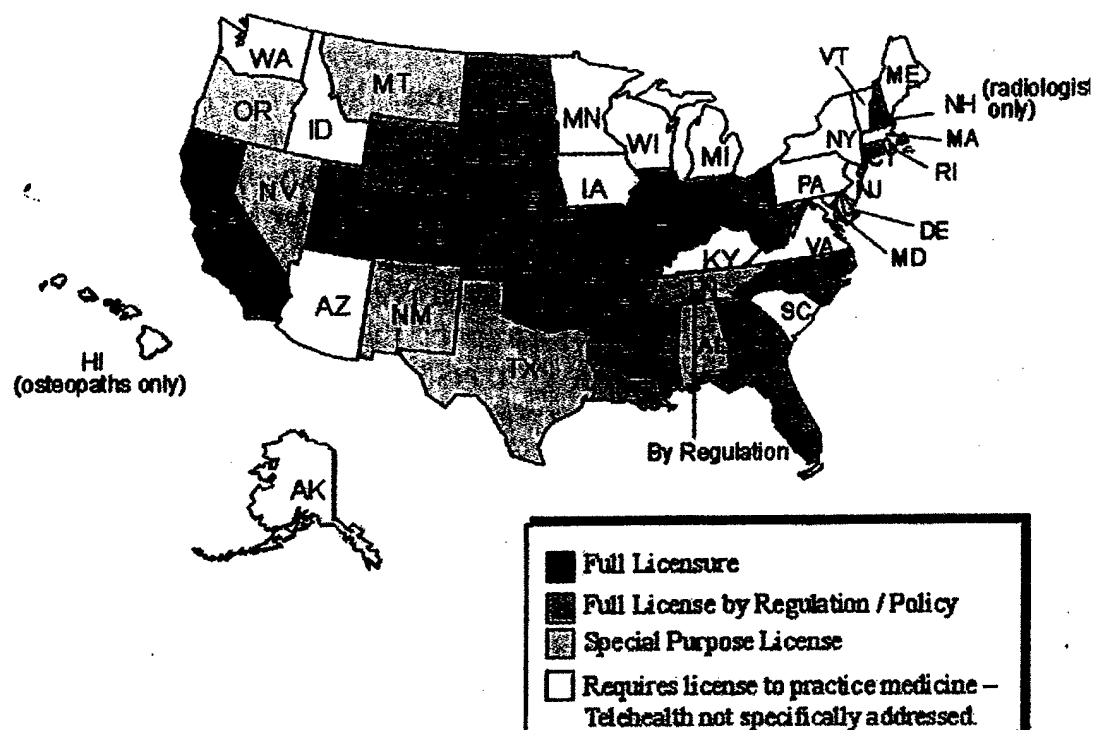 WA
MT
OR
ID
NV
AZ
NM
TX
MN
WI
MI
IA
KY
VA
SC
AL
NY
PA
NJ
CT
VT
ME
NH (radiologist only)
MA
RI
DE
MD
HI
(osteopaths only)
AK
By Regulation
Full Licensure
Full License by Regulation / Policy
Special Purpose License
Requires license to practice medicine –
Telehealth not specifically addressed.